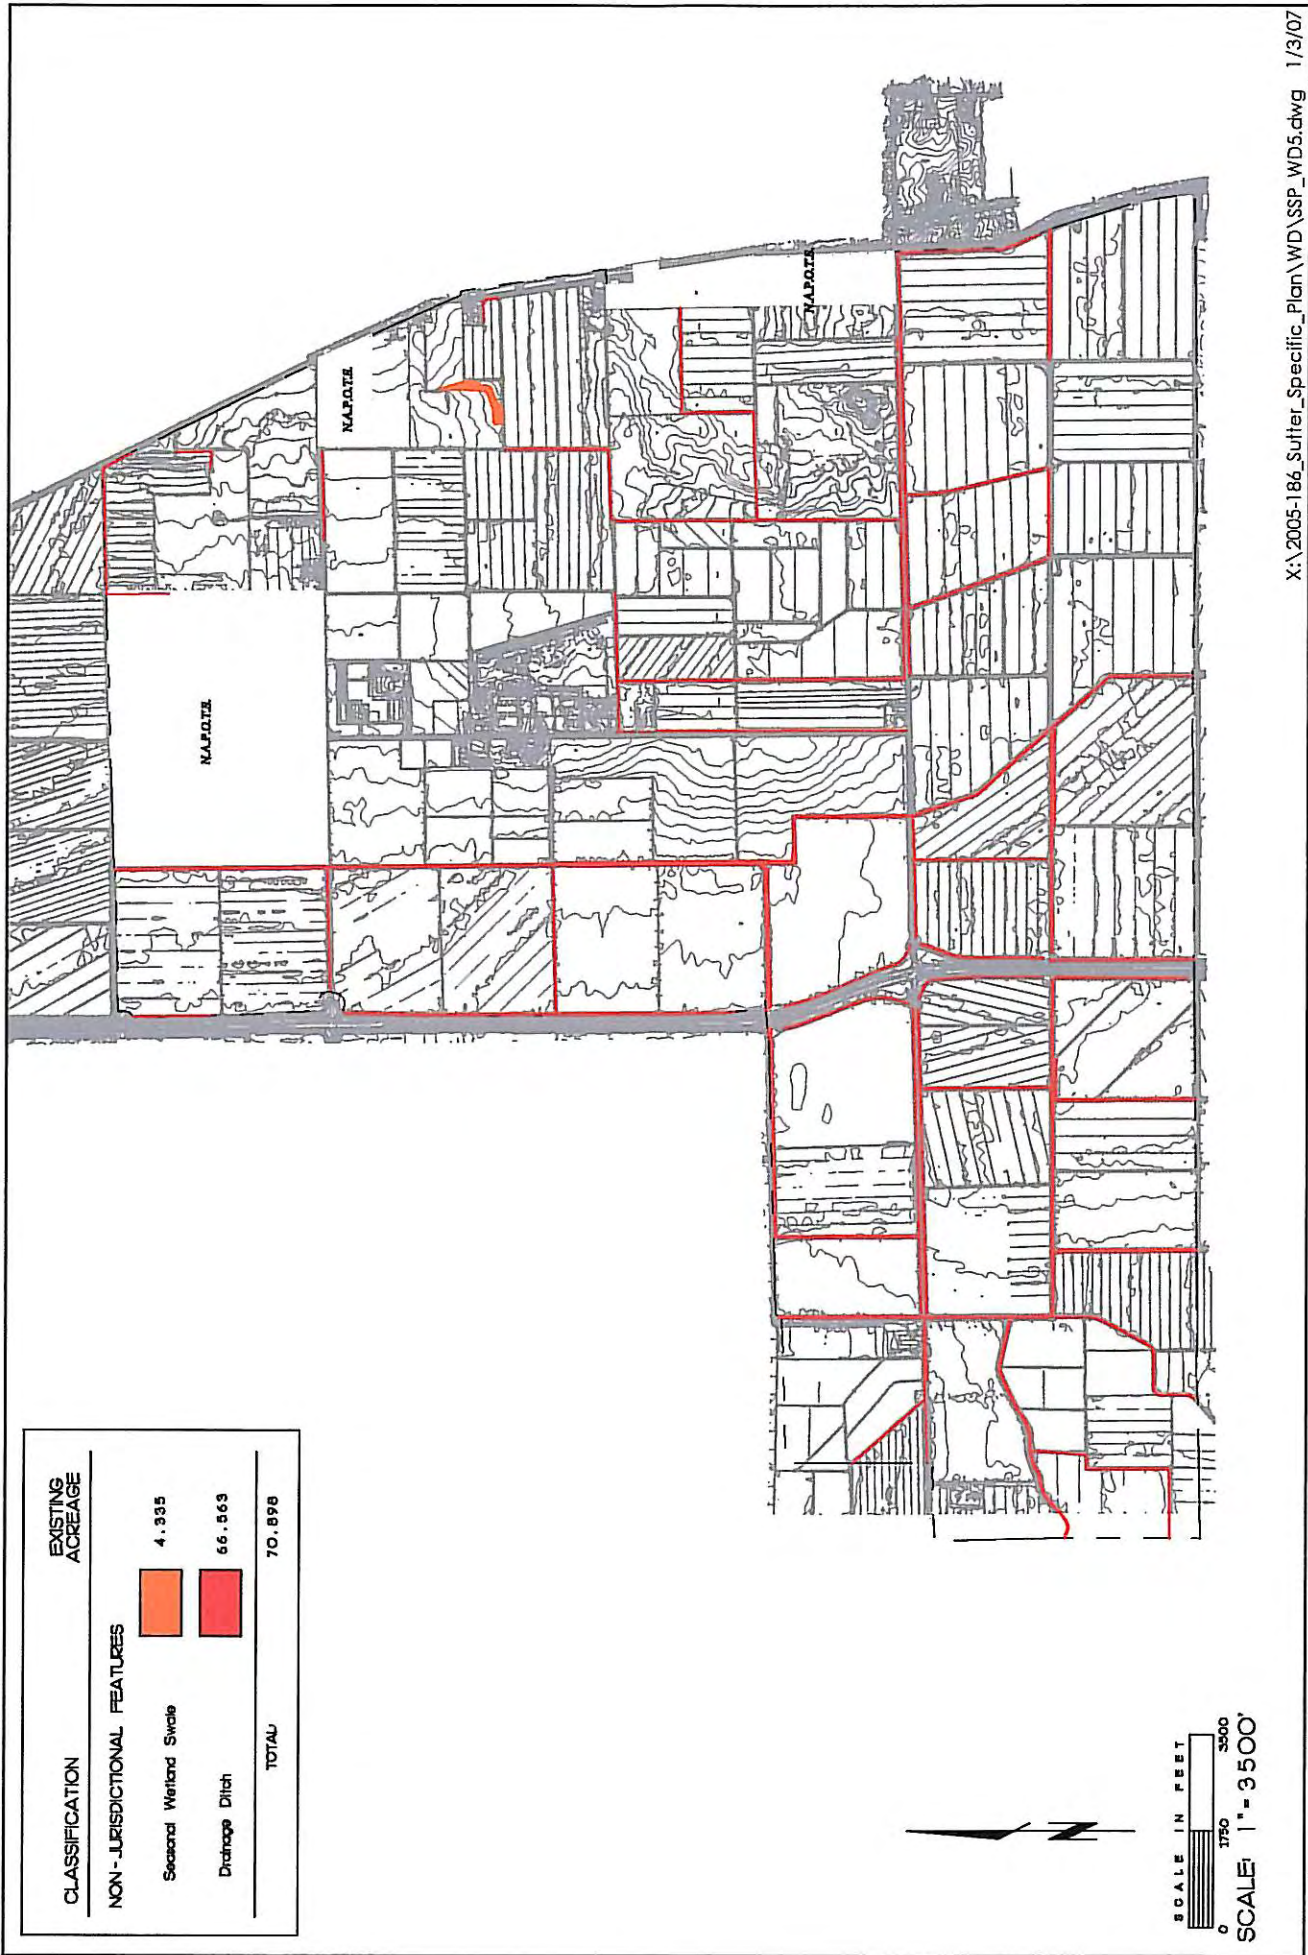 CLASSIFICATION
EXISTING
ACREAGE
NON-JURISDICTIONAL FEATURES
Seasonal Wetland Swale
4.335
Drainage Ditch
66.563
TOTAL
70.898
N.A.P.O.T.S.
N.A.P.O.T.S.
N.A.P.O.T.S.
N
SCALE IN FEET
0 1750 3500
SCALE: 1"=3500'
X:\2005-186_Sutter_Specific_Plan\WD\SSP_WD5.dwg 1/3/07